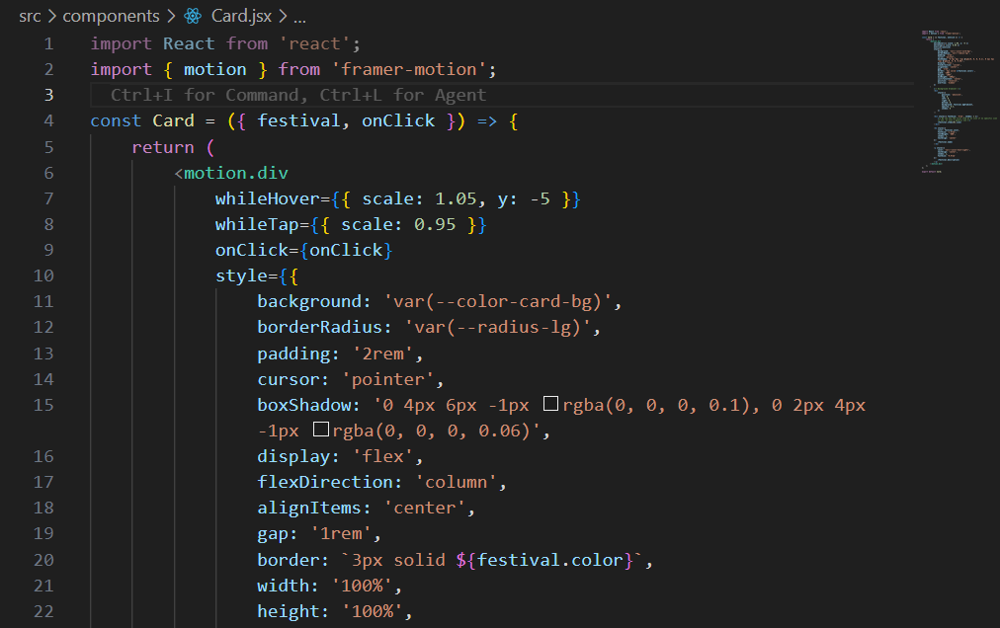 src > components > Card.jsx > ...
1 import React from 'react';
2 import { motion } from 'framer-motion';
3 Ctrl+I for Command, Ctrl+L for Agent
4 const Card = ({ festival, onClick }) => {
5 return (
6 <motion.div
7 whileHover={{ scale: 1.05, y: -5 }}
8 whileTap={{ scale: 0.95 }}
9 onClick={onClick}
10 style={{
11 background: 'var(--color-card-bg)',
12 borderRadius: 'var(--radius-lg)',
13 padding: '2rem',
14 cursor: 'pointer',
15 boxShadow: '0 4px 6px -1px rgba(0, 0, 0, 0.1), 0 2px 4px
-1px rgba(0, 0, 0, 0.06)',
16 display: 'flex',
17 flexDirection: 'column',
18 alignItems: 'center',
19 gap: '1rem',
20 border: `3px solid ${festival.color}`,
21 width: '100%',
22 height: '100%',